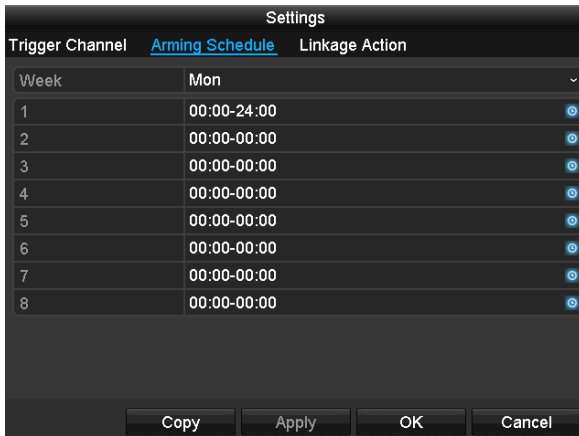 Settings
Trigger Channel Arming Schedule Linkage Action
Week Mon
1 00:00-24:00
2 00:00-00:00
3 00:00-00:00
4 00:00-00:00
5 00:00-00:00
6 00:00-00:00
7 00:00-00:00
8 00:00-00:00
Copy Apply OK Cancel